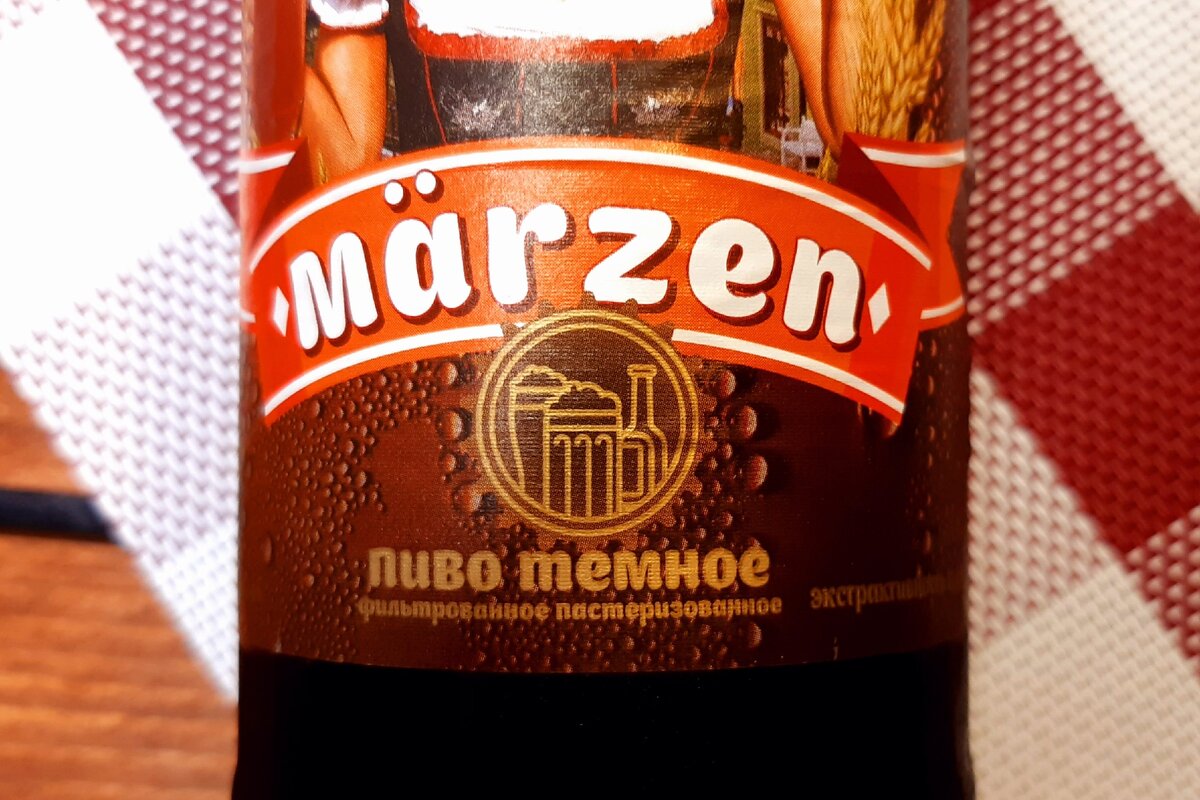 Märzen
пиво темное
фильтрованное пастеризованное